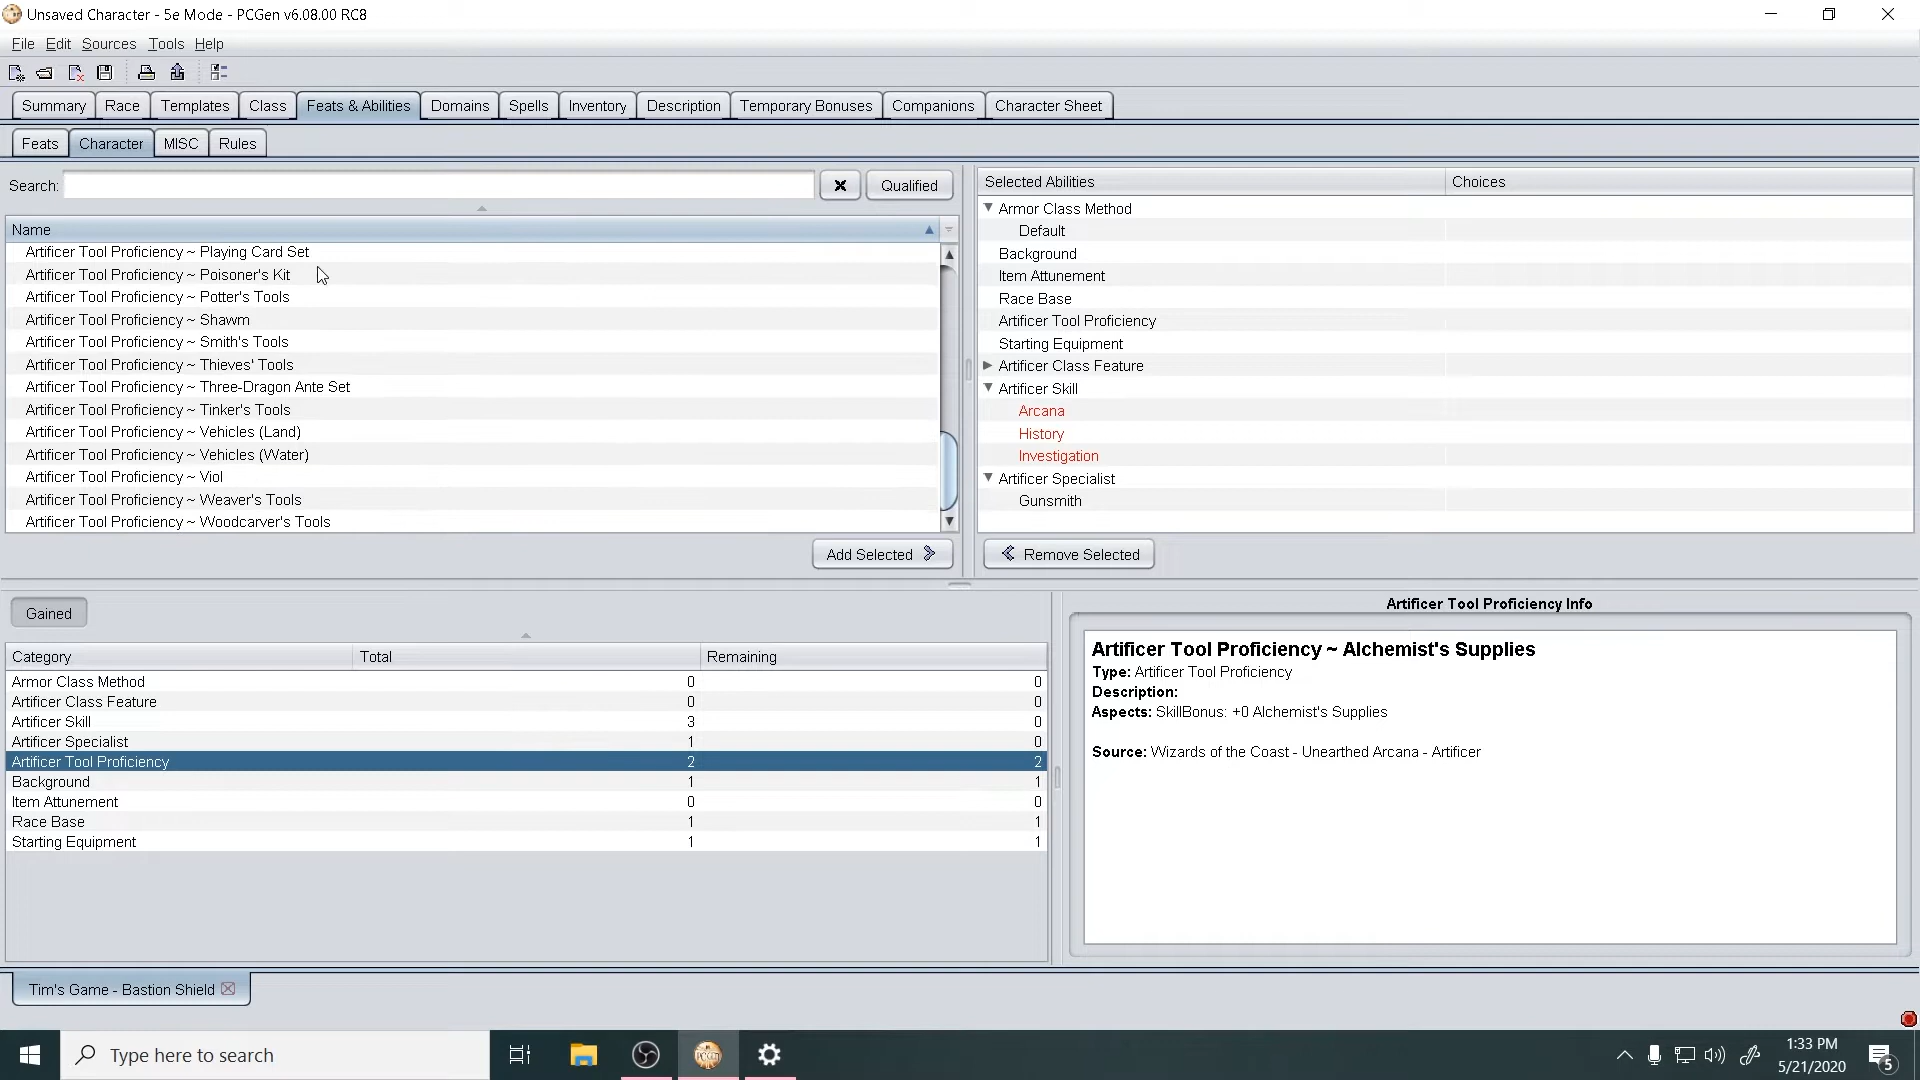 Unsaved Character - 5e Mode - PCGen v6.08.00 RC8
File Edit Sources Tools Help
Summary Race Templates Class Feats & Abilities Domains Spells Inventory Description Temporary Bonuses Companions Character Sheet
Feats Character MISC Rules
Search: Qualified
Name
Artificer Tool Proficiency ~ Playing Card Set
Artificer Tool Proficiency ~ Poisoner's Kit
Artificer Tool Proficiency ~ Potter's Tools
Artificer Tool Proficiency ~ Shawm
Artificer Tool Proficiency ~ Smith's Tools
Artificer Tool Proficiency ~ Thieves' Tools
Artificer Tool Proficiency ~ Three-Dragon Ante Set
Artificer Tool Proficiency ~ Tinker's Tools
Artificer Tool Proficiency ~ Vehicles (Land)
Artificer Tool Proficiency ~ Vehicles (Water)
Artificer Tool Proficiency ~ Viol
Artificer Tool Proficiency ~ Weaver's Tools
Artificer Tool Proficiency ~ Woodcarver's Tools
Add Selected
Selected Abilities Choices
Armor Class Method
Default
Background
Item Attunement
Race Base
Artificer Tool Proficiency
Starting Equipment
Artificer Class Feature
Artificer Skill
Arcana
History
Investigation
Artificer Specialist
Gunsmith
Remove Selected
Gained
Category Total Remaining
Armor Class Method 0 0
Artificer Class Feature 0 0
Artificer Skill 3 0
Artificer Specialist 1 0
Artificer Tool Proficiency 2 2
Background 1 1
Item Attunement 0 0
Race Base 1 1
Starting Equipment 1 1
Artificer Tool Proficiency Info
Artificer Tool Proficiency ~ Alchemist's Supplies
Type: Artificer Tool Proficiency
Description:
Aspects: SkillBonus: +0 Alchemist's Supplies
Source: Wizards of the Coast - Unearthed Arcana - Artificer
Tim's Game - Bastion Shield
Type here to search
1:33 PM
5/21/2020
5